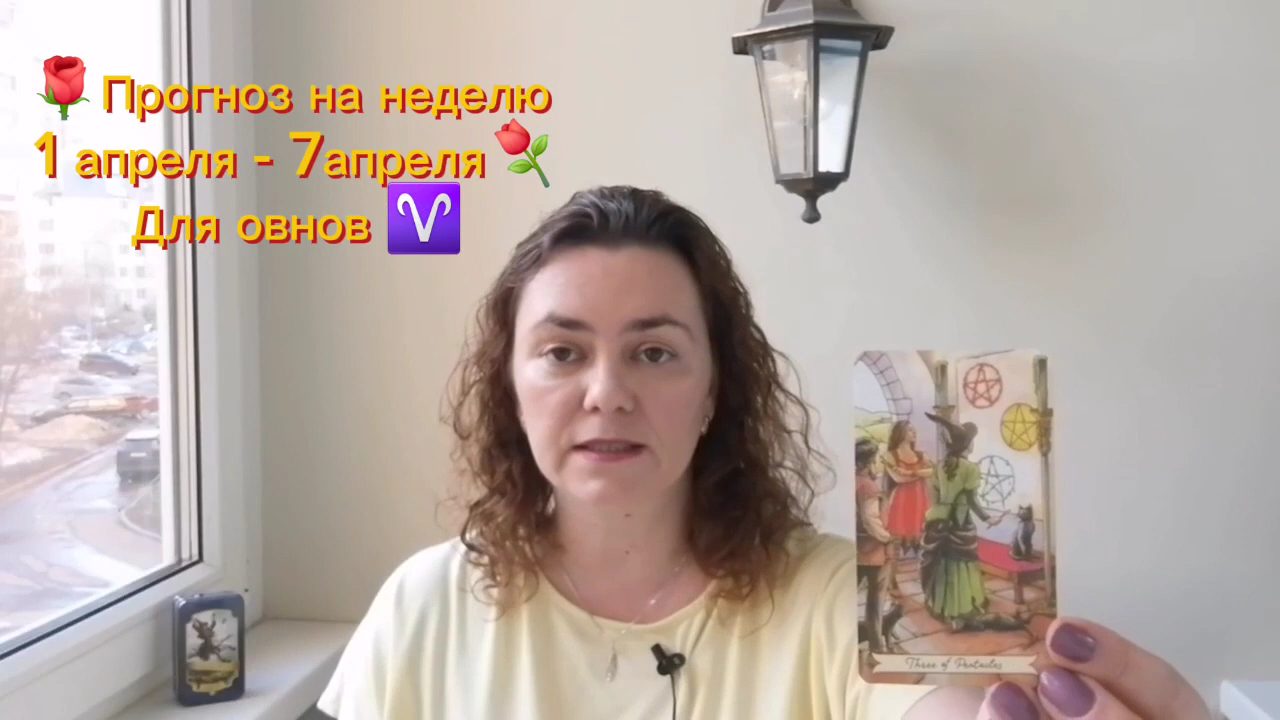 🌹Прогноз на неделю
1 апреля - 7апреля🌹
Для овнов♈
Three of Pentacles